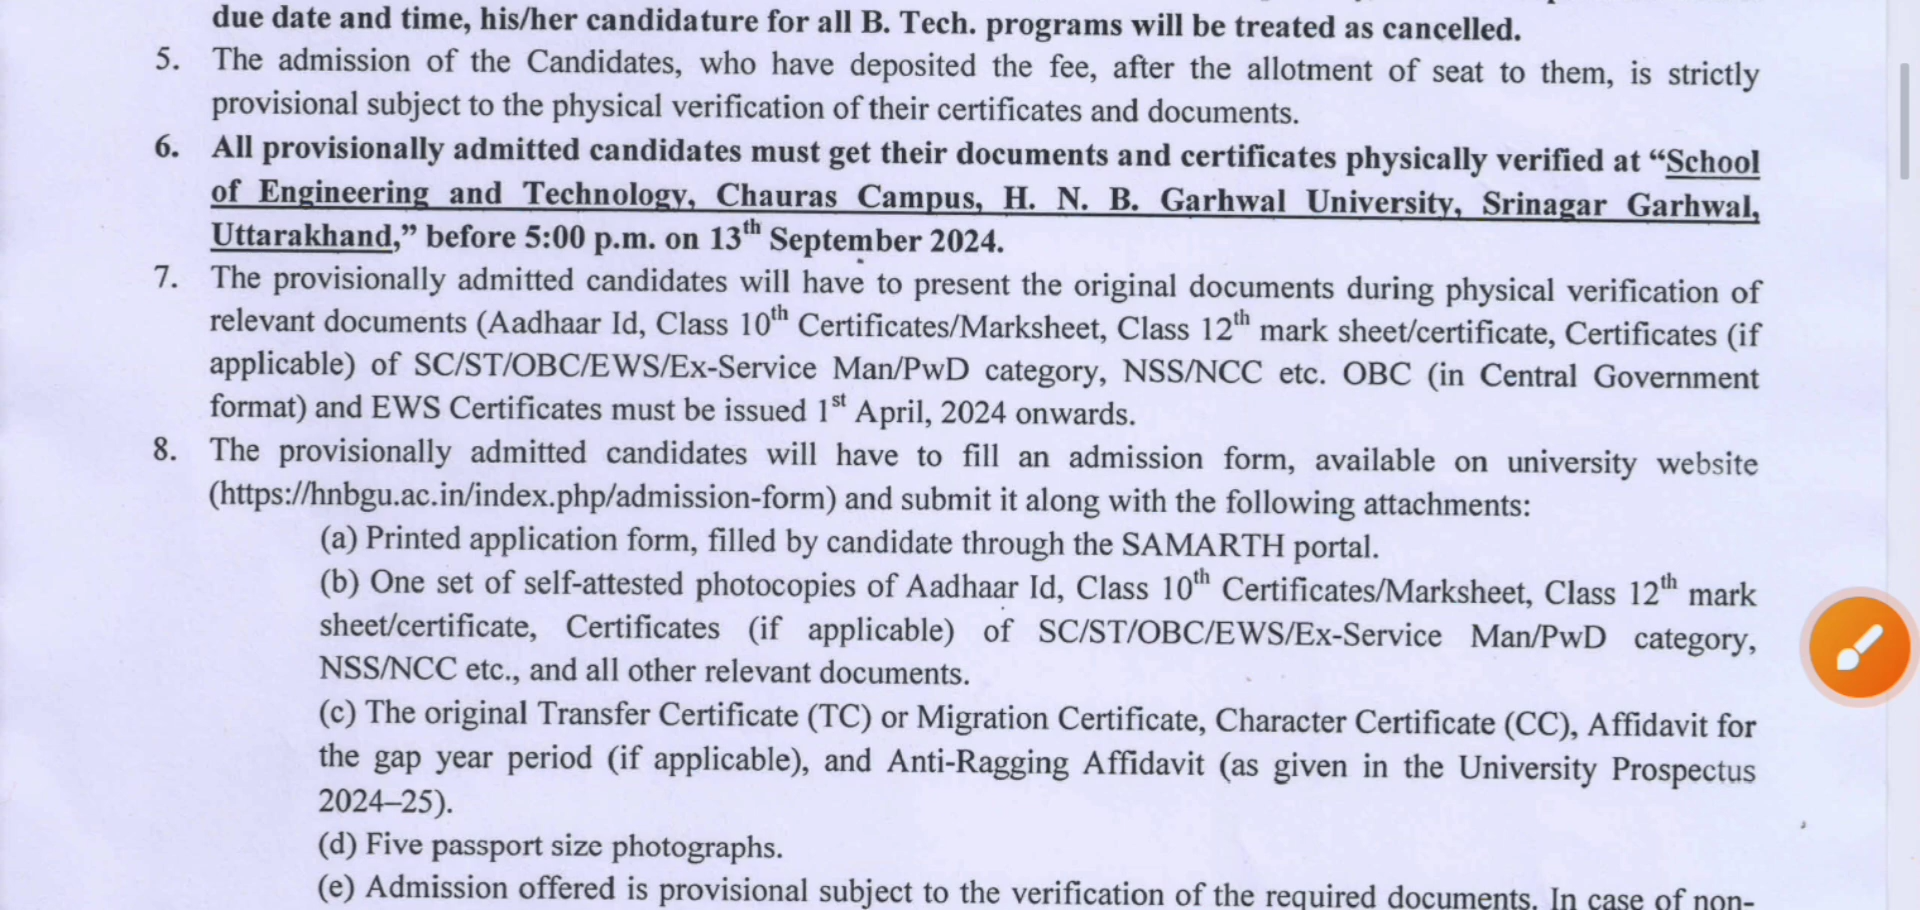 due date and time, his/her candidature for all B. Tech. programs will be treated as cancelled.
5. The admission of the Candidates, who have deposited the fee, after the allotment of seat to them, is strictly
provisional subject to the physical verification of their certificates and documents.
6. All provisionally admitted candidates must get their documents and certificates physically verified at “School
of Engineering and Technology, Chauras Campus, H. N. B. Garhwal University, Srinagar Garhwal,
Uttarakhand,” before 5:00 p.m. on 13th September 2024.
7. The provisionally admitted candidates will have to present the original documents during physical verification of
relevant documents (Aadhaar Id, Class 10th Certificates/Marksheet, Class 12th mark sheet/certificate, Certificates (if
applicable) of SC/ST/OBC/EWS/Ex-Service Man/PwD category, NSS/NCC etc. OBC (in Central Government
format) and EWS Certificates must be issued 1st April, 2024 onwards.
8. The provisionally admitted candidates will have to fill an admission form, available on university website
(https://hnbgu.ac.in/index.php/admission-form) and submit it along with the following attachments:
(a) Printed application form, filled by candidate through the SAMARTH portal.
(b) One set of self-attested photocopies of Aadhaar Id, Class 10th Certificates/Marksheet, Class 12th mark
sheet/certificate, Certificates (if applicable) of SC/ST/OBC/EWS/Ex-Service Man/PwD category,
NSS/NCC etc., and all other relevant documents.
(c) The original Transfer Certificate (TC) or Migration Certificate, Character Certificate (CC), Affidavit for
the gap year period (if applicable), and Anti-Ragging Affidavit (as given in the University Prospectus
2024–25).
(d) Five passport size photographs.
(e) Admission offered is provisional subject to the verification of the required documents. In case of non-